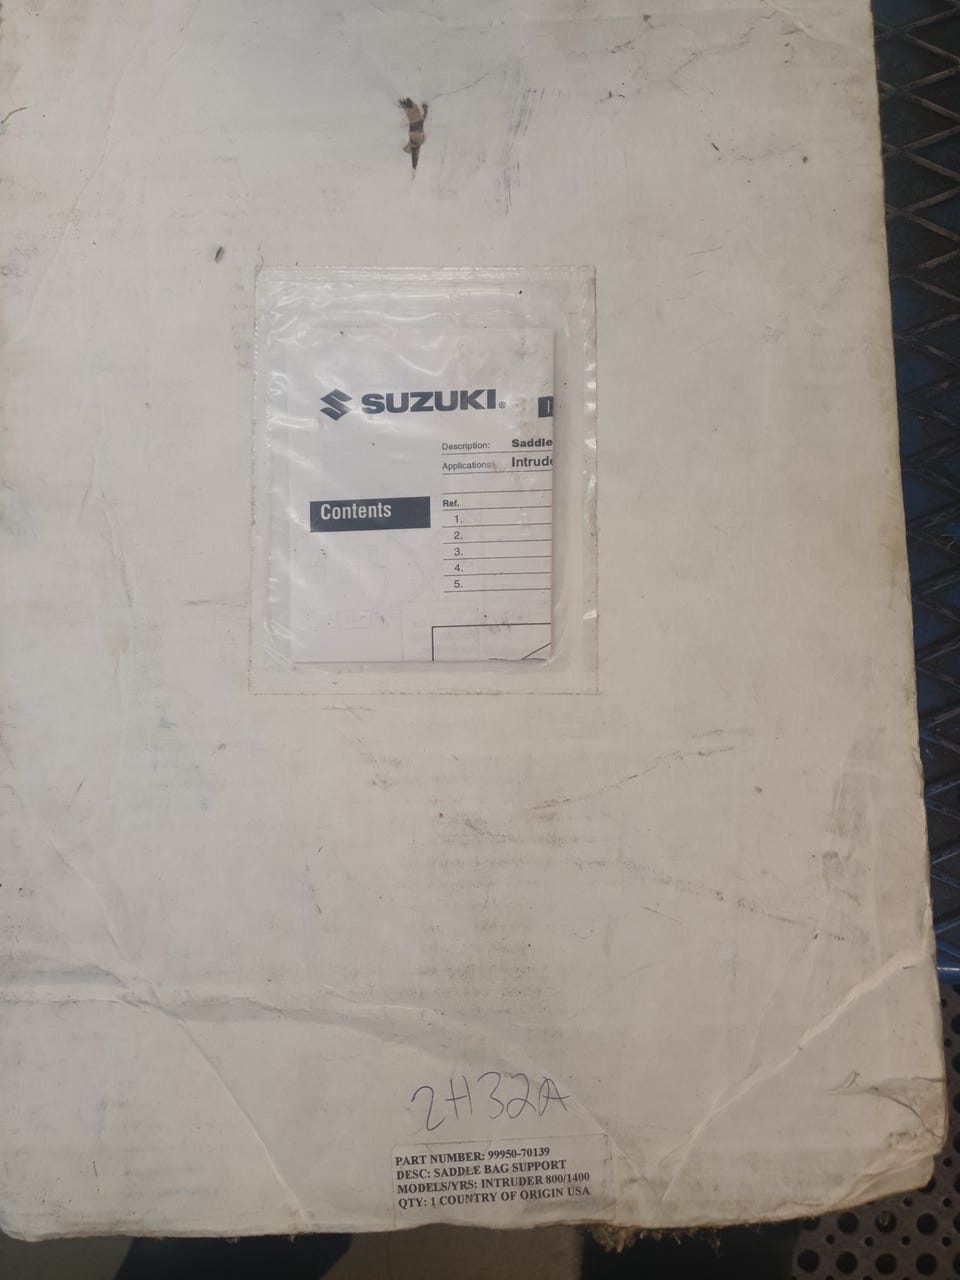 SUZUKI®
Description: Saddle
Applications: Intrude
Contents
Ref.
1.
2.
3.
4.
5.
2H32A
PART NUMBER: 99950-70139
DESC: SADDLE BAG SUPPORT
MODELS/YRS: INTRUDER 800/1400
QTY: 1 COUNTRY OF ORIGIN USA